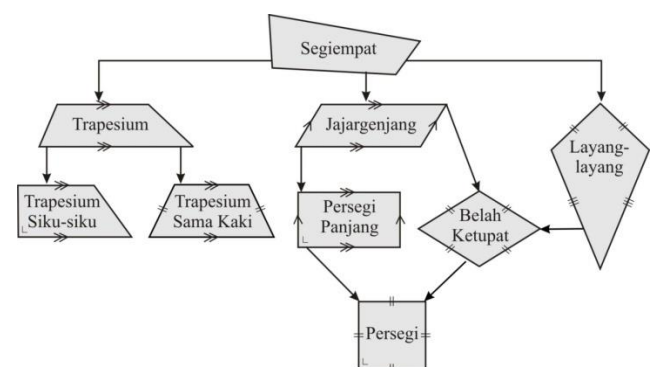 Segiempat
Trapesium
Jajargenjang
Layang-
layang
Trapesium
Siku-siku
Trapesium
Sama Kaki
Persegi
Panjang
Belah
Ketupat
Persegi